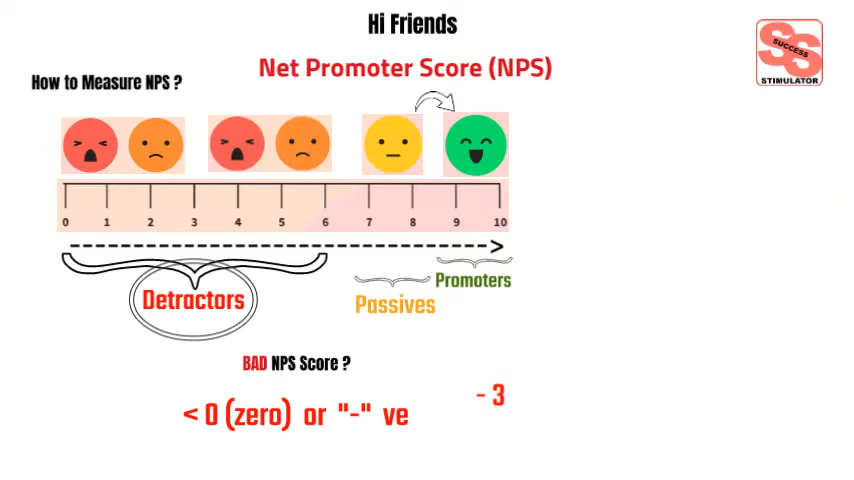 Hi Friends
Net Promoter Score (NPS)
SS
SUCCESS
STIMULATOR
How to Measure NPS ?
0 1 2 3 4 5 6 7 8 9 10
Detractors
Passives
Promoters
BAD NPS Score ?
< 0 (zero) or "-" ve
- 3